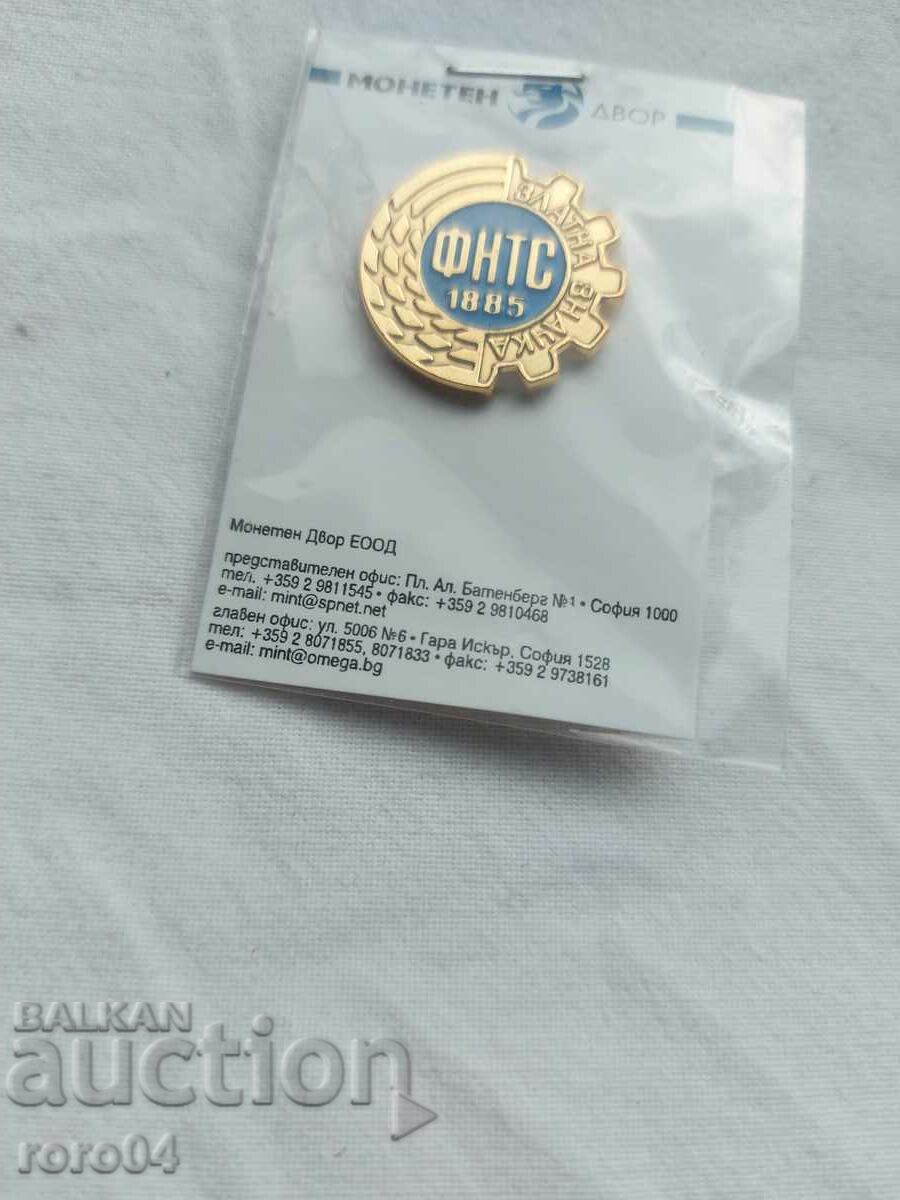 МОНЕТЕН ДВОР
ЗЛАТНА ЗНАЧКА
ФНТС
1885
Монетен Двор ЕООД
представителен офис: Пл. Ал. Батенберг №1 • София 1000
тел. +359 2 9811545 • факс: +359 2 9810468
e-mail: mint@spnet.net
главен офис: ул. 5006 №6 • Гара Искър, София 1528
тел: +359 2 8071855, 8071833 • факс: +359 2 9738161
e-mail: mint@omega.bg
BALKAN
auction
roro04